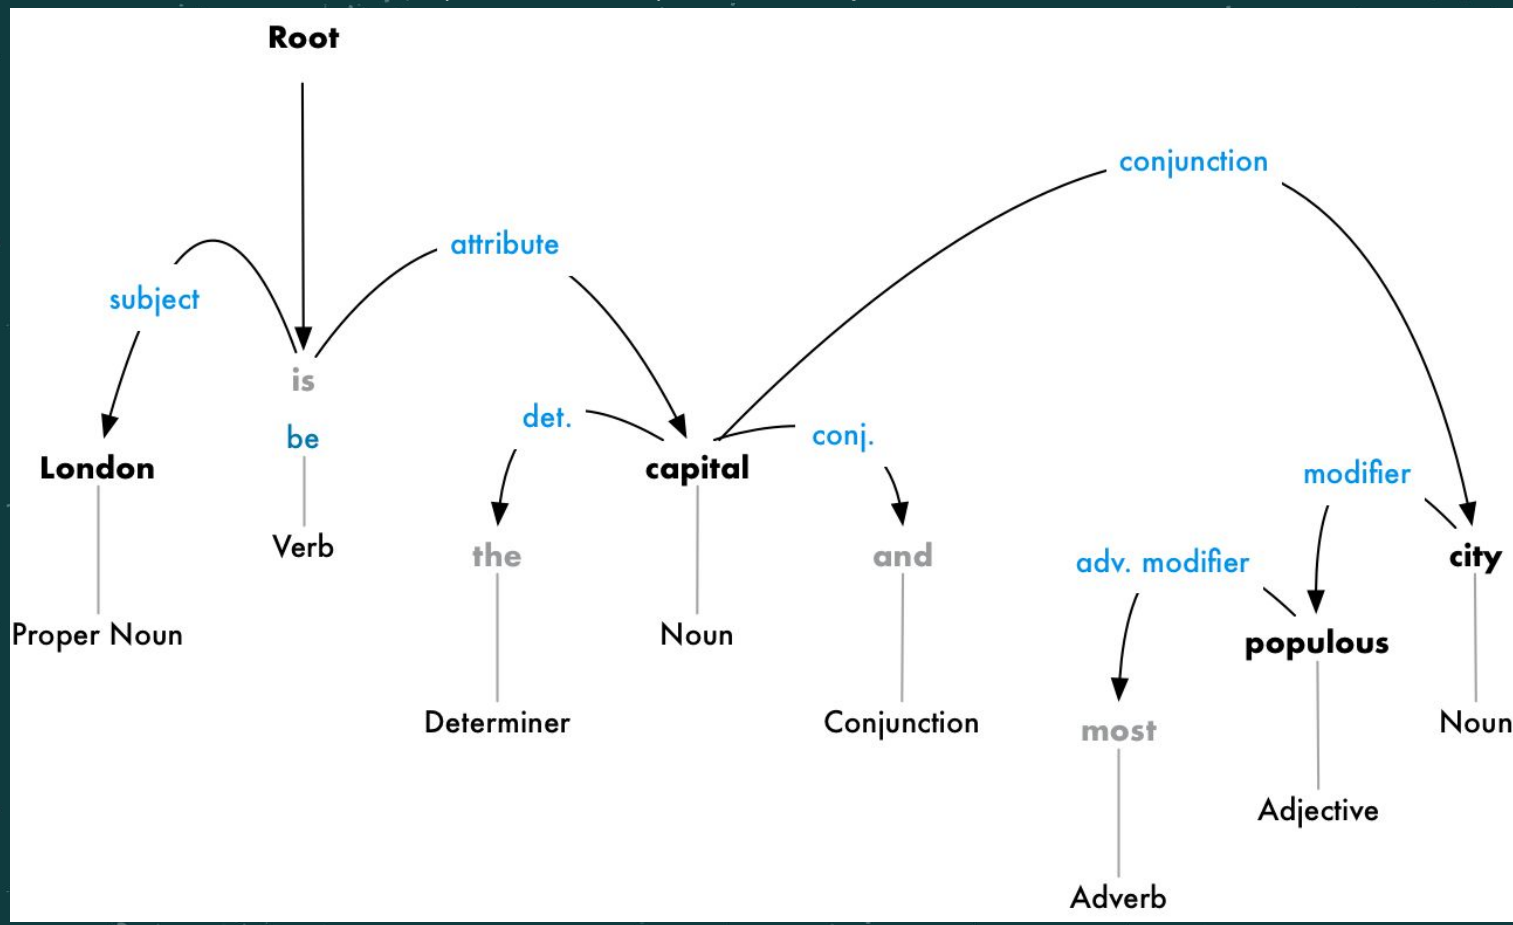 Root
conjunction
attribute
subject
is
det.
conj.
be
London
capital
modifier
Verb
the
and
adv. modifier
city
Proper Noun
Noun
populous
Determiner
Conjunction
most
Noun
Adjective
Adverb